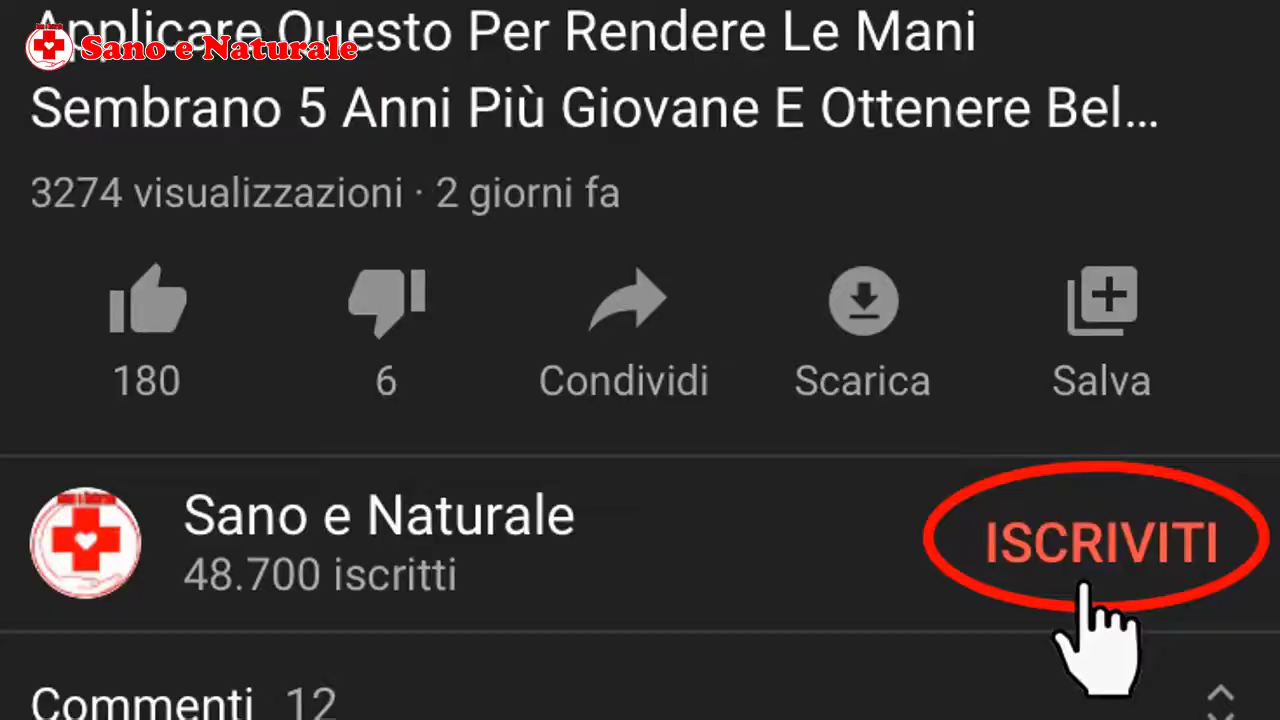 Applicare Questo Per Rendere Le Mani
Sano e Naturale
Sembrano 5 Anni Più Giovane E Ottenere Bel...
3274 visualizzazioni · 2 giorni fa
180
6
Condividi
Scarica
Salva
Sano e Naturale
48.700 iscritti
ISCRIVITI
Commenti 12